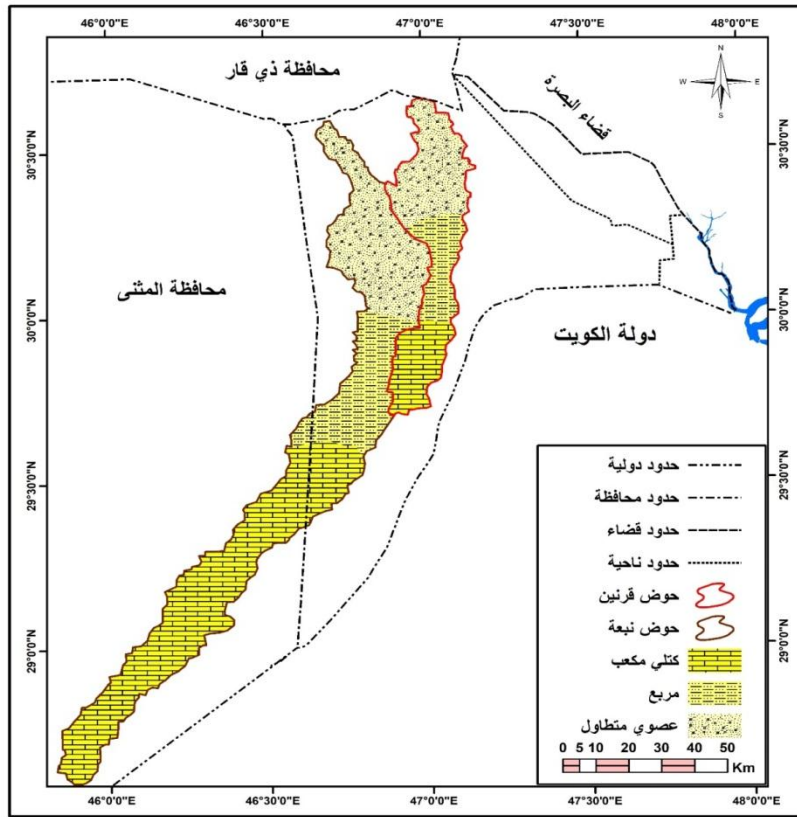 46°0'0"E
46°30'0"E
47°0'0"E
47°30'0"E
48°0'0"E
محافظة ذي قار
N
W E
S
قضاء البصرة
30°30'0"N
30°30'0"N
محافظة المثنى
30°0'0"N
دولة الكويت
30°0'0"N
29°30'0"N
29°30'0"N
29°0'0"N
29°0'0"N
حدود دولية
حدود محافظة
حدود قضاء
حدود ناحية
حوض قرنين
حوض نبعة
كتلي مكعب
مربع
عصوي متطاول
0 5 10 20 30 40 50
Km
46°0'0"E
46°30'0"E
47°0'0"E
47°30'0"E
48°0'0"E